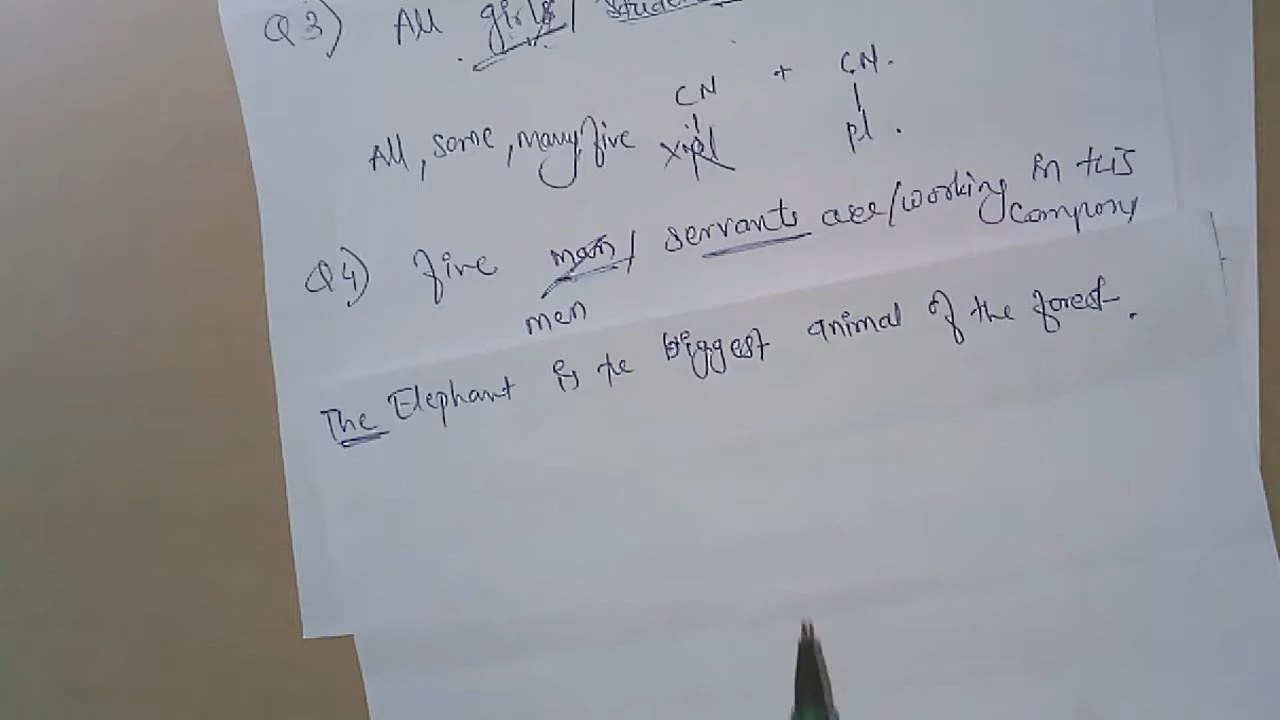 Q3) All girls/
CN + CN.
All, some, many, five pl pl.
Q4) five man/ servants are/working in this
company
men
The Elephant is the biggest animal of the forest.